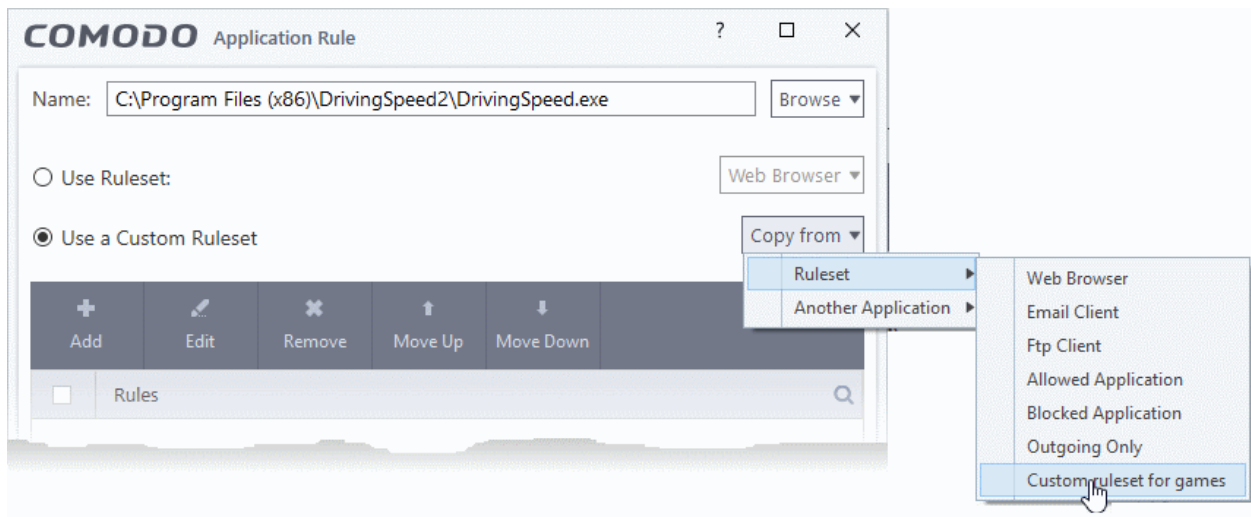 COMODO Application Rule ?
Name: C:\Program Files (x86)\DrivingSpeed2\DrivingSpeed.exe Browse
Use Ruleset: Web Browser
Use a Custom Ruleset Copy from
Ruleset
Another Application
Web Browser
Email Client
Ftp Client
Allowed Application
Blocked Application
Outgoing Only
Custom ruleset for games
Add Edit Remove Move Up Move Down
Rules